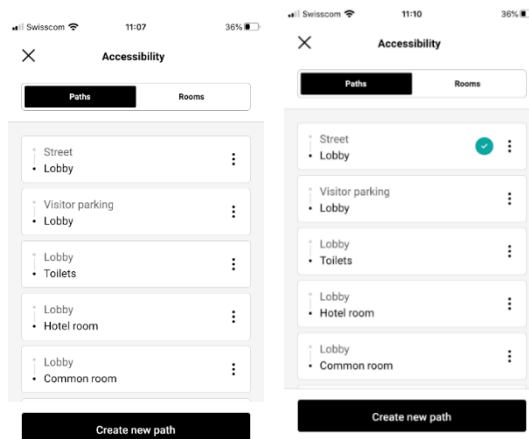 Swisscom 11:07 36%
Accessibility
Paths Rooms
Street
Lobby
Visitor parking
Lobby
Lobby
Toilets
Lobby
Hotel room
Lobby
Common room
Create new path
Swisscom 11:10 36%
Accessibility
Paths Rooms
Street
Lobby
Visitor parking
Lobby
Lobby
Toilets
Lobby
Hotel room
Lobby
Common room
Create new path